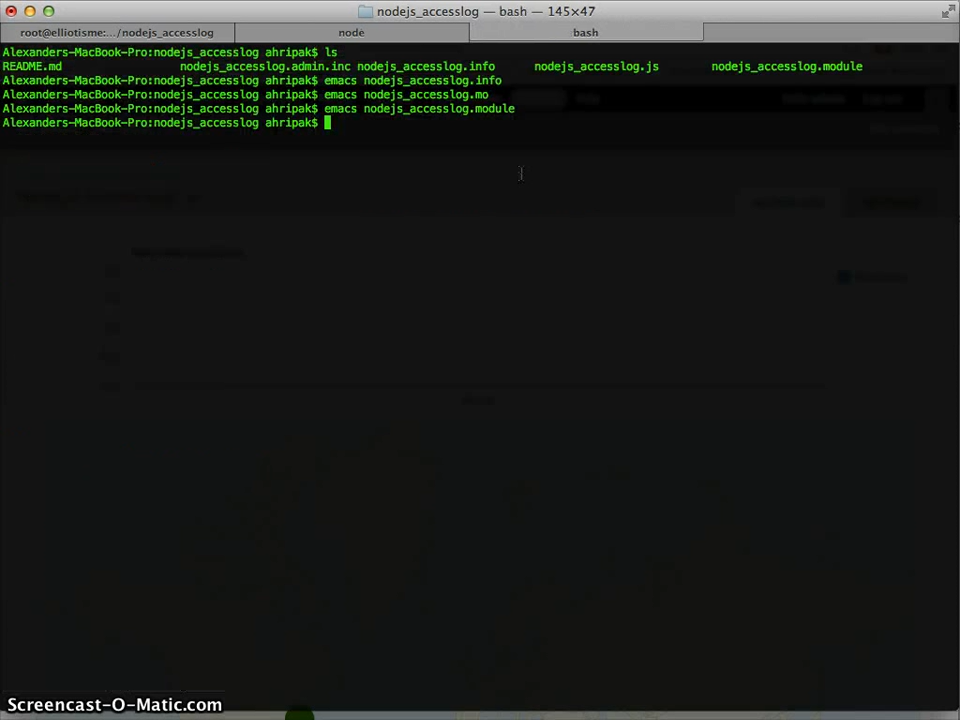 nodejs_accesslog — bash — 145×47
root@elliotisme:.../nodejs_accesslog node bash
Alexanders-MacBook-Pro:nodejs_accesslog ahripak$ ls
README.md nodejs_accesslog.admin.inc nodejs_accesslog.info nodejs_accesslog.js nodejs_accesslog.module
Alexanders-MacBook-Pro:nodejs_accesslog ahripak$ emacs nodejs_accesslog.info
Alexanders-MacBook-Pro:nodejs_accesslog ahripak$ emacs nodejs_accesslog.mo
Alexanders-MacBook-Pro:nodejs_accesslog ahripak$ emacs nodejs_accesslog.module
Alexanders-MacBook-Pro:nodejs_accesslog ahripak$
Screencast-O-Matic.com